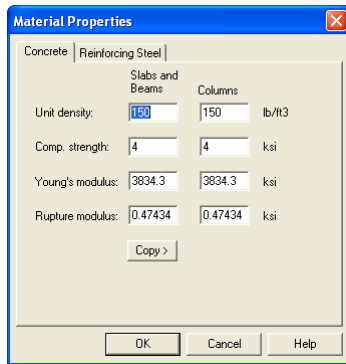 Material Properties
Concrete
Reinforcing Steel
Slabs and
Beams
Columns
Unit density:
150
150
lb/ft3
Comp. strength:
4
4
ksi
Young's modulus:
3834.3
3834.3
ksi
Rupture modulus:
0.47434
0.47434
ksi
Copy >
OK
Cancel
Help